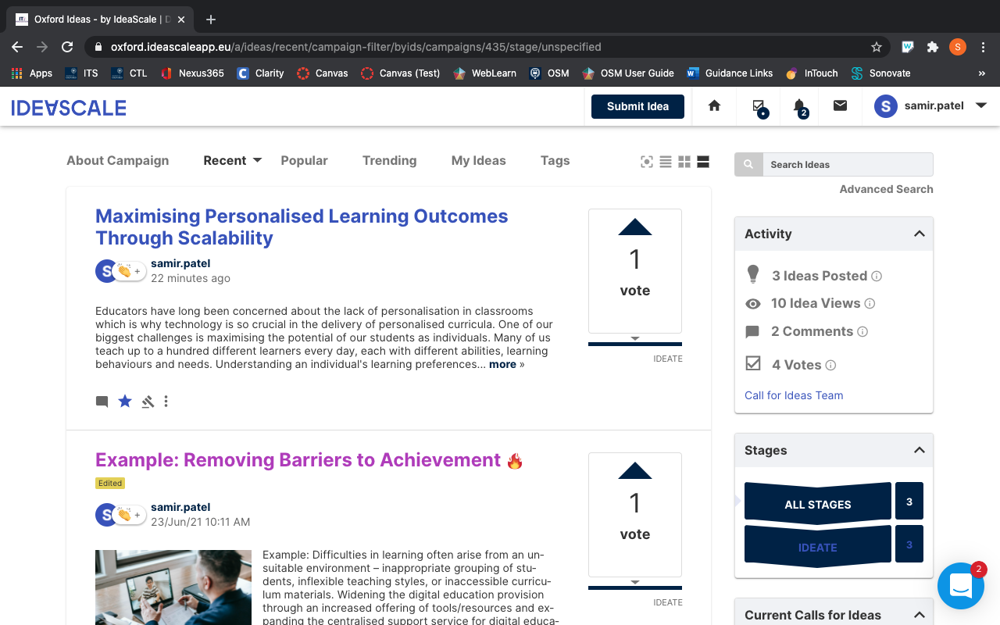 Oxford Ideas - by IdeaScale | D
oxford.ideascaleapp.eu/a/ideas/recent/campaign-filter/byids/campaigns/435/stage/unspecified
S
Apps ITS CTL Nexus365 Clarity Canvas Canvas (Test) WebLearn OSM OSM User Guide Guidance Links InTouch Sonovate »
IDEASCALE
Submit Idea
2
S samir.patel
About Campaign Recent Popular Trending My Ideas Tags
Search Ideas
Advanced Search
Maximising Personalised Learning Outcomes
Through Scalability
S + samir.patel
22 minutes ago
Educators have long been concerned about the lack of personalisation in classrooms
which is why technology is so crucial in the delivery of personalised curricula. One of our
biggest challenges is maximising the potential of our students as individuals. Many of us
teach up to a hundred different learners every day, each with different abilities, learning
behaviours and needs. Understanding an individual's learning preferences... more »
1
vote
IDEATE
Example: Removing Barriers to Achievement 🔥
Edited
S + samir.patel
23/Jun/21 10:11 AM
Example: Difficulties in learning often arise from an un-
suitable environment – inappropriate grouping of stu-
dents, inflexible teaching styles, or inaccessible curricu-
lum materials. Widening the digital education provision
through an increased offering of tools/resources and ex-
panding the centralised support service for digital educa-
1
vote
IDEATE
Activity
3 Ideas Posted
10 Idea Views
2 Comments
4 Votes
Call for Ideas Team
Stages
ALL STAGES 3
IDEATE 3
2
Current Calls for Ideas